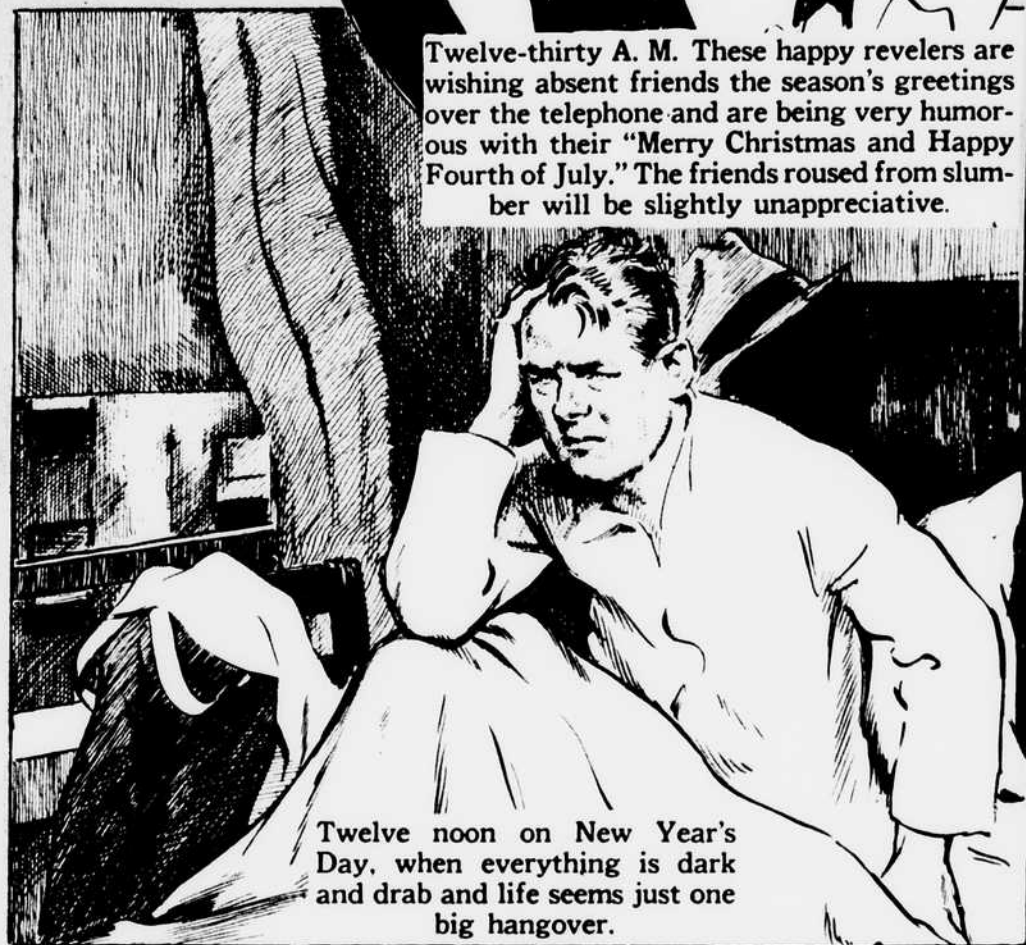 Twelve-thirty A. M. These happy revelers are
wishing absent friends the season's greetings
over the telephone and are being very humor-
ous with their “Merry Christmas and Happy
Fourth of July.” The friends roused from slum-
ber will be slightly unappreciative.
Twelve noon on New Year's
Day, when everything is dark
and drab and life seems just one
big hangover.